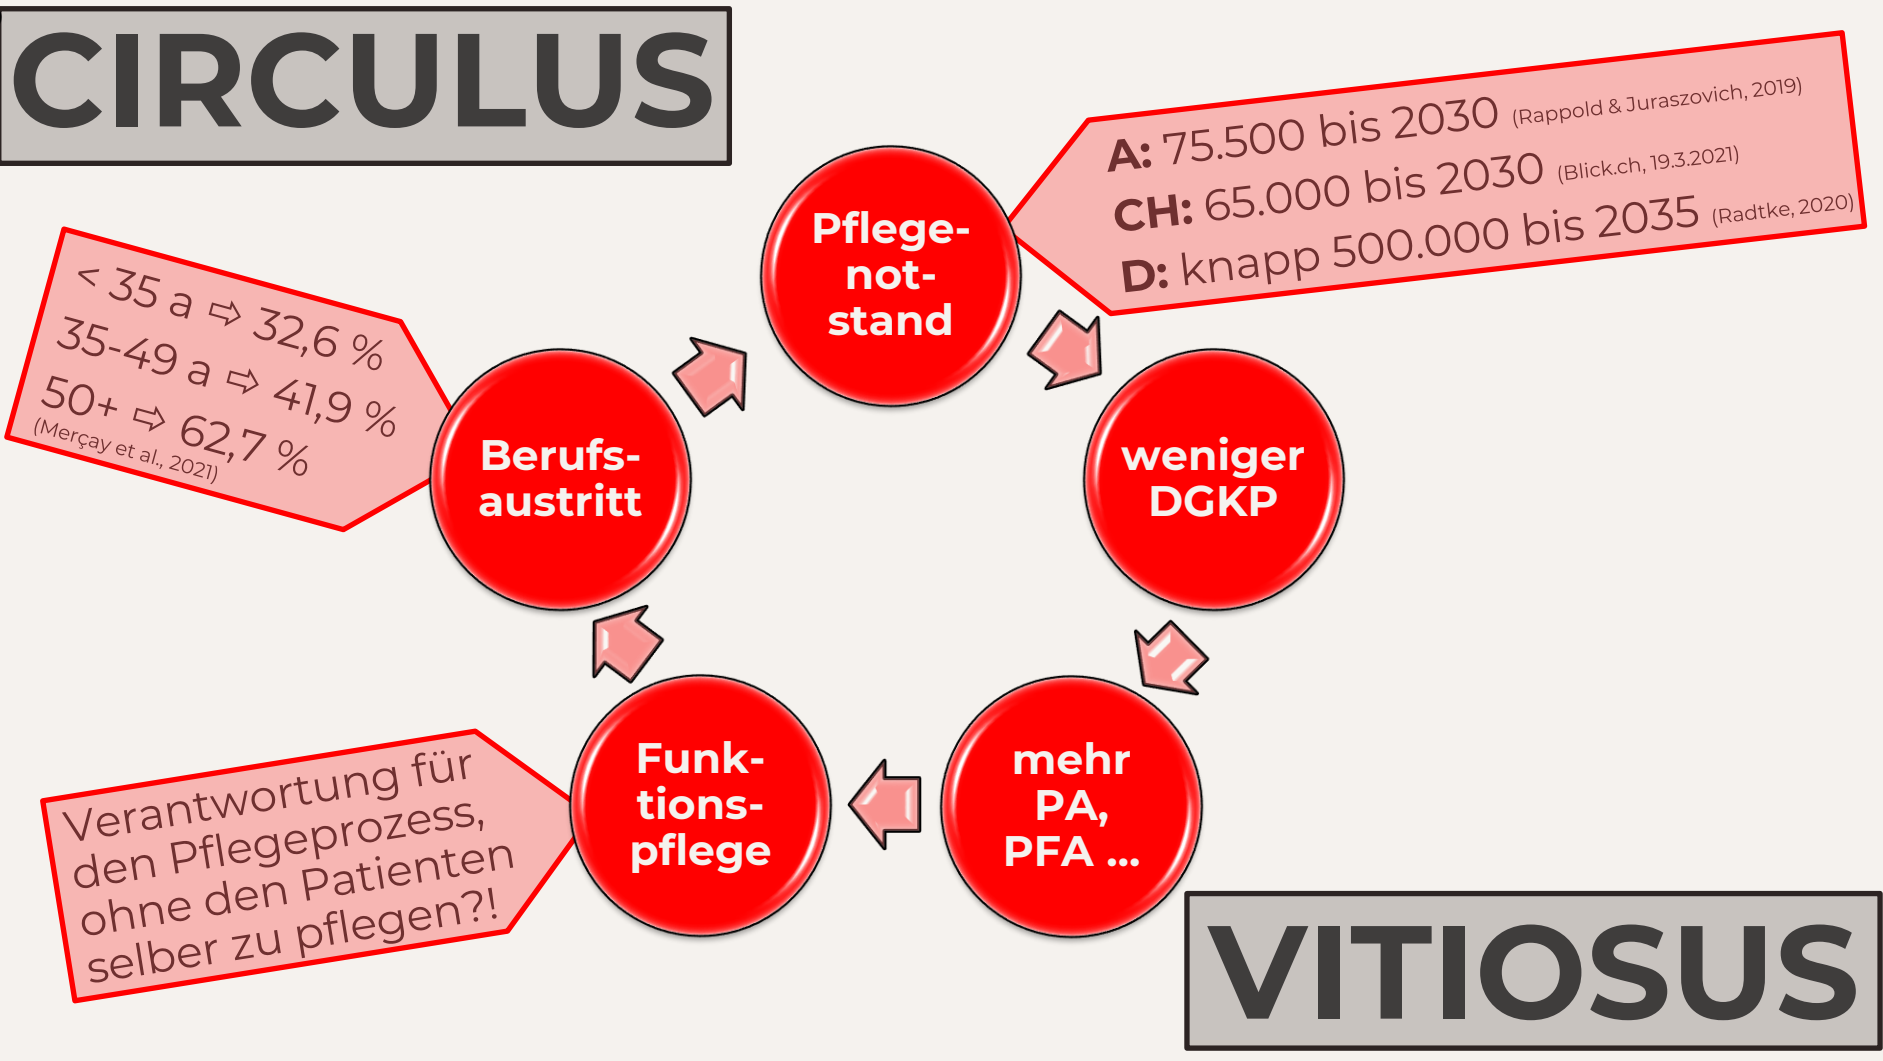 CIRCULUS
A: 75.500 bis 2030 (Rappold & Juraszovich, 2019)
CH: 65.000 bis 2030 (Blick.ch, 19.3.2021)
D: knapp 500.000 bis 2035 (Radtke, 2020)
Pflege-
not-
stand
< 35 a ⇨ 32,6 %
35-49 a ⇨ 41,9 %
50+ ⇨ 62,7 %
(Merçay et al., 2021)
Berufs-
austritt
weniger
DGKP
Funk-
tions-
pflege
mehr
PA,
PFA ...
Verantwortung für
den Pflegeprozess,
ohne den Patienten
selber zu pflegen?!
VITIOSUS